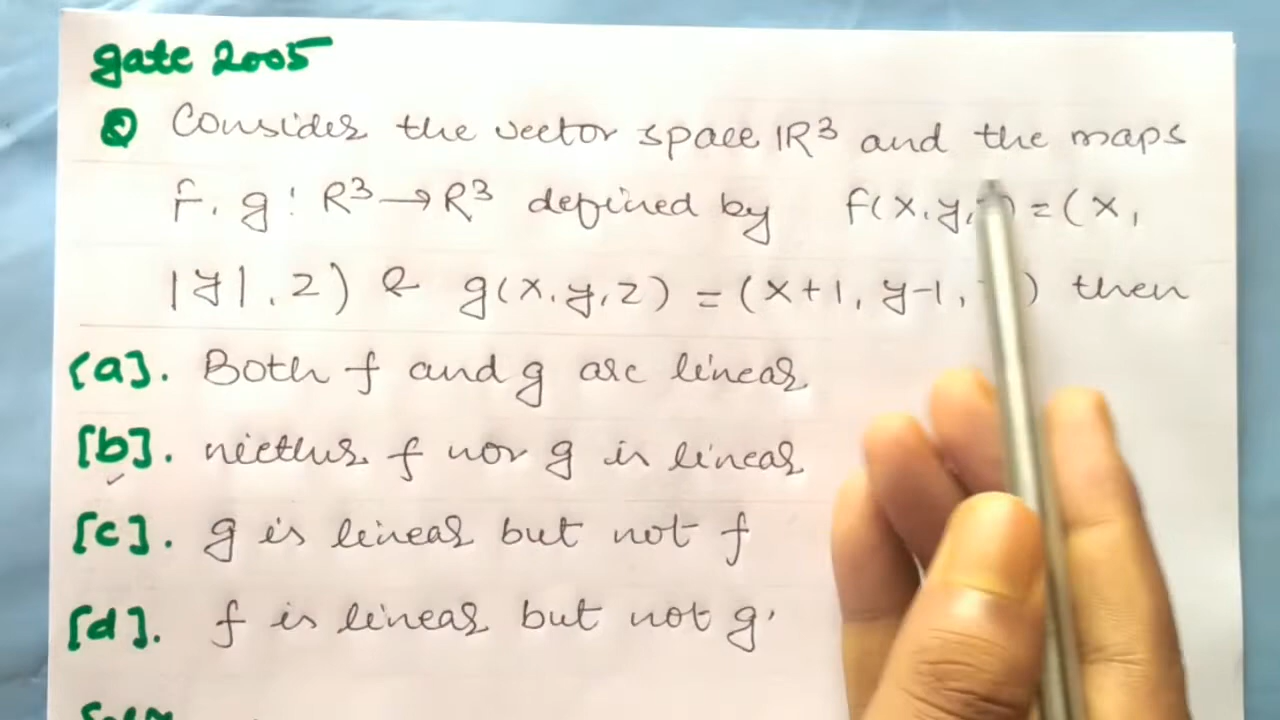 gate 2005
Q Consider the vector space IR³ and the maps
f, g: R³→R³ defined by f(x, y, ) = (x,
|y|, z) & g(x, y, z) = (x+1, y-1, ) then
[a]. Both f and g are linear
[b]. niether f nor g is linear
[c]. g is linear but not f
[d]. f is linear but not g.